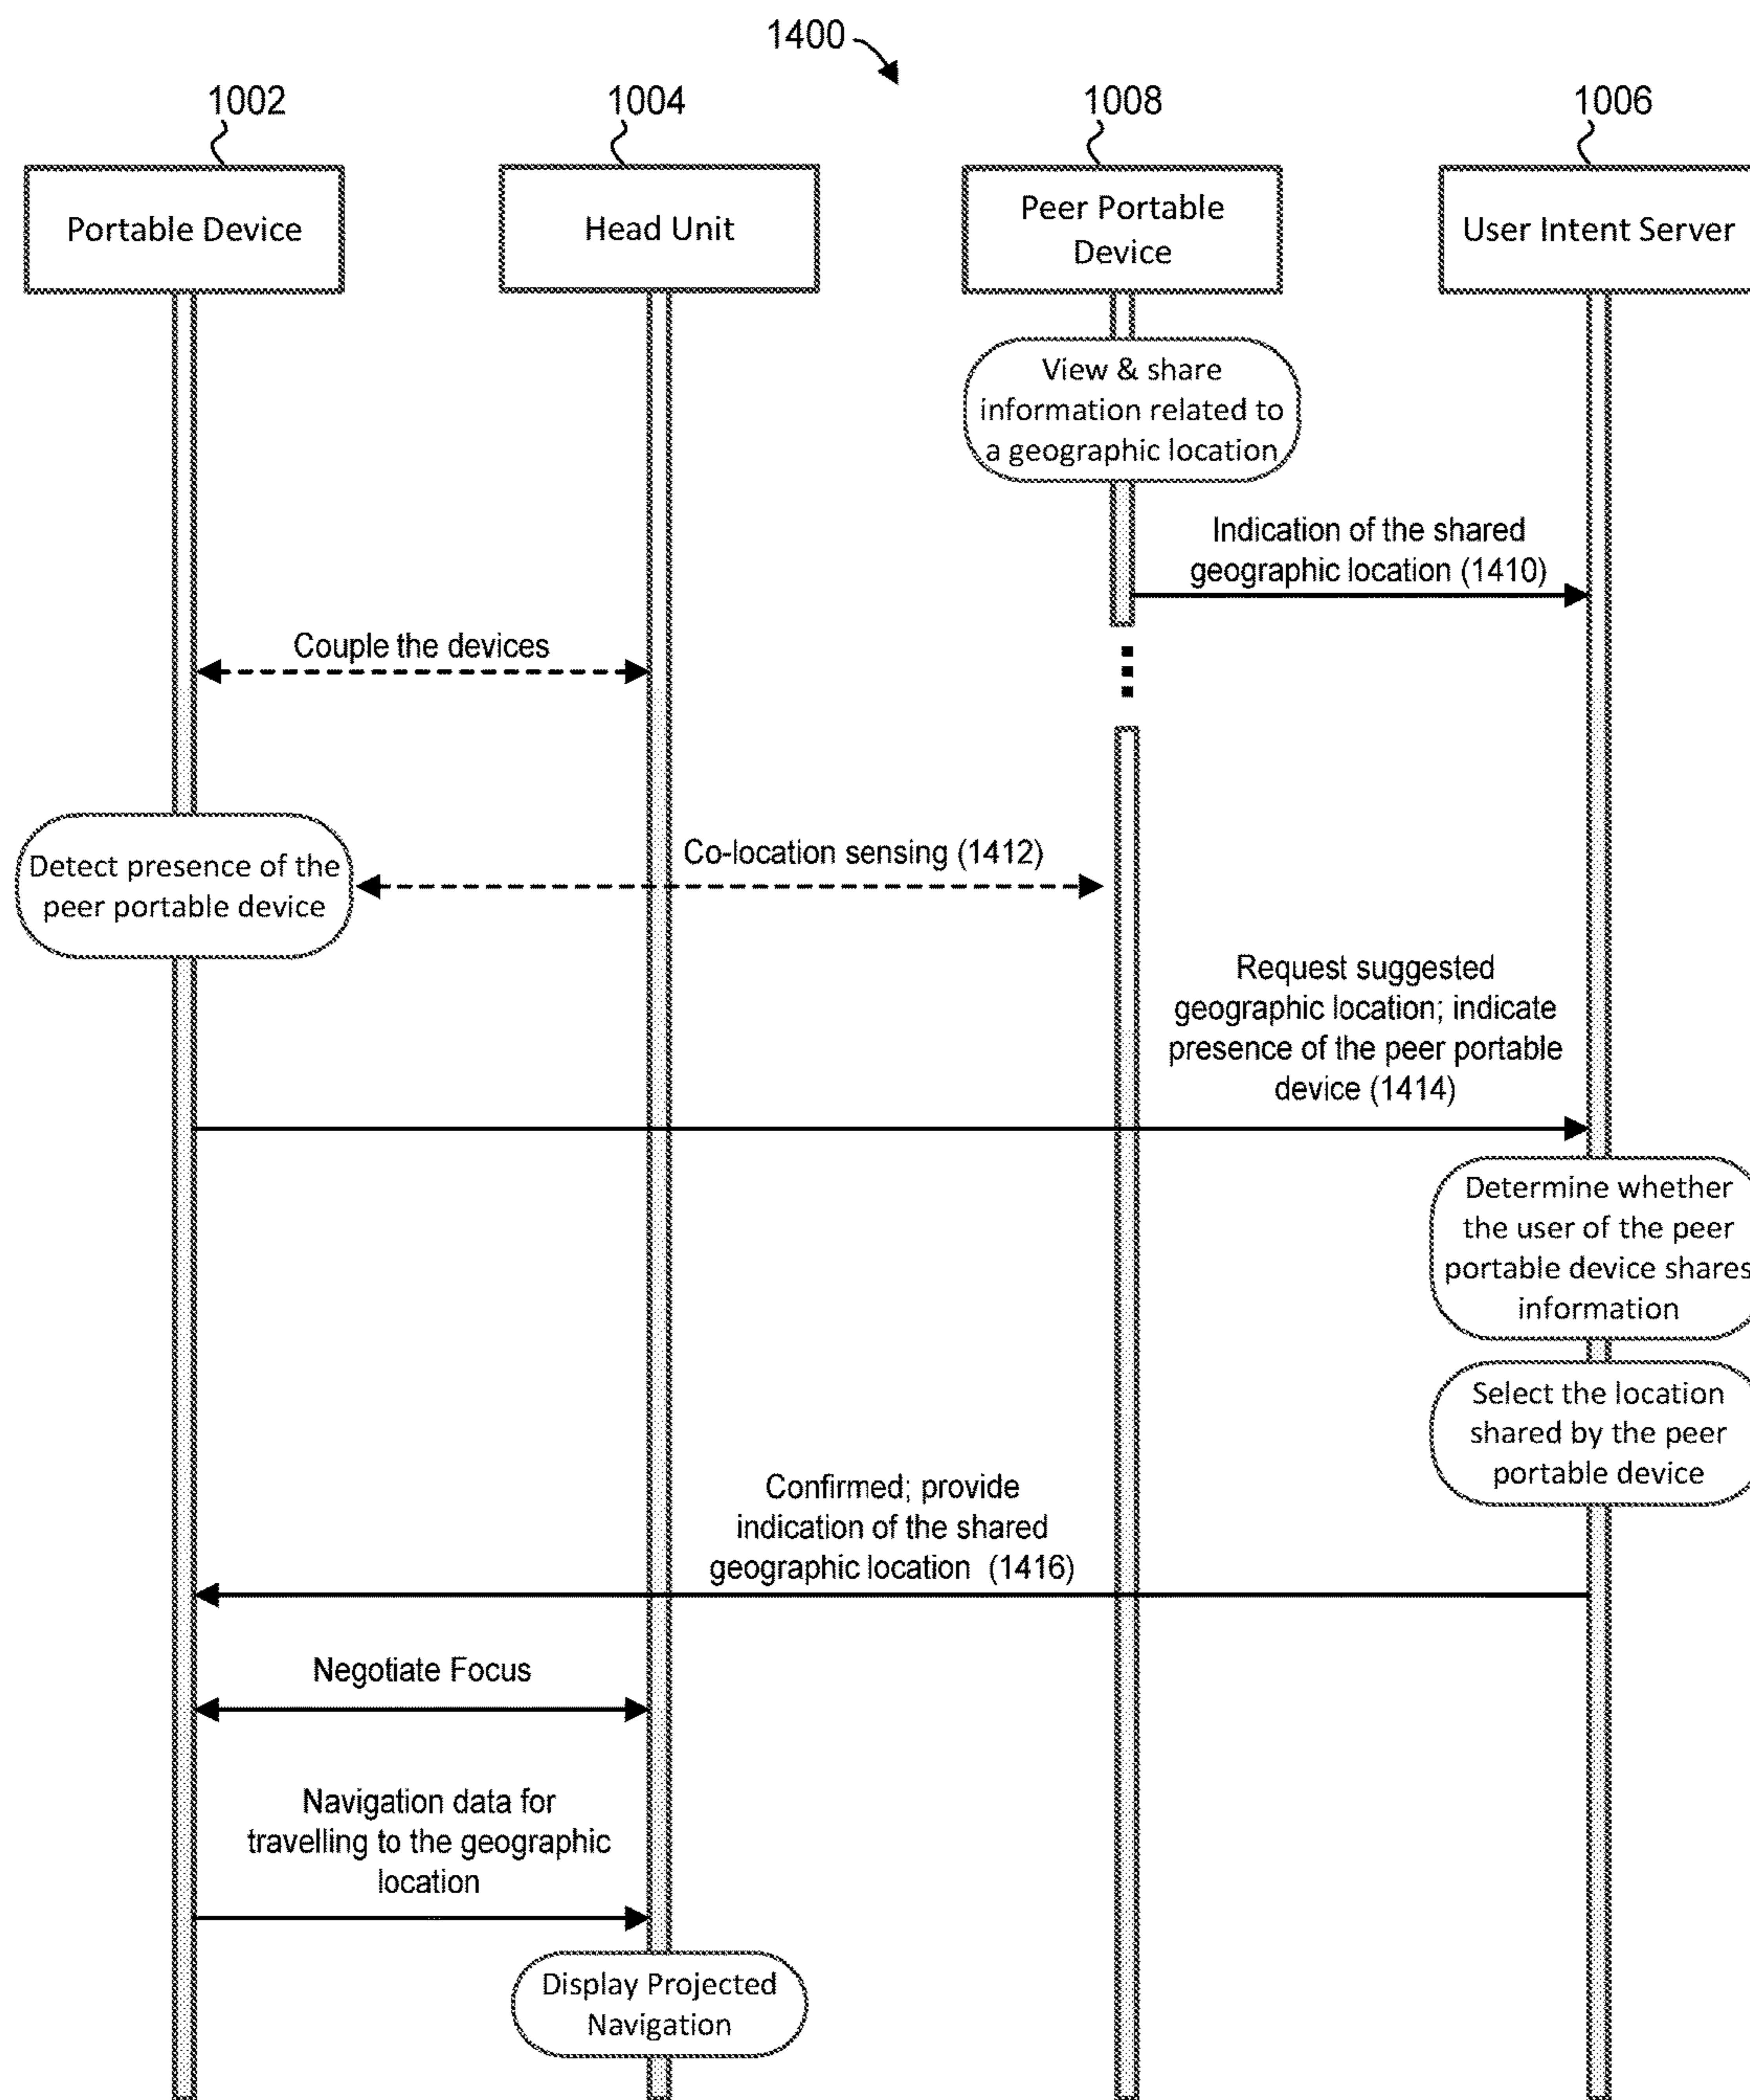 1400
1002
1004
1008
1006
Portable Device
Head Unit
Peer Portable
Device
User Intent Server
View & share
information related to
a geographic location
Indication of the shared
geographic location (1410)
Couple the devices
Detect presence of the
peer portable device
Co-location sensing (1412)
Request suggested
geographic location; indicate
presence of the peer portable
device (1414)
Determine whether
the user of the peer
portable device shares
information
Select the location
shared by the peer
portable device
Confirmed; provide
indication of the shared
geographic location (1416)
Negotiate Focus
Navigation data for
travelling to the geographic
location
Display Projected
Navigation